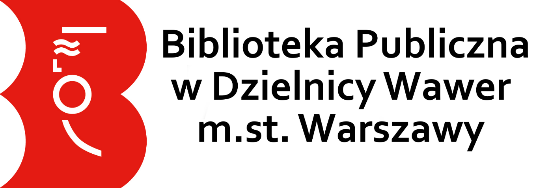 Biblioteka Publiczna
w Dzielnicy Wawer
m.st. Warszawy